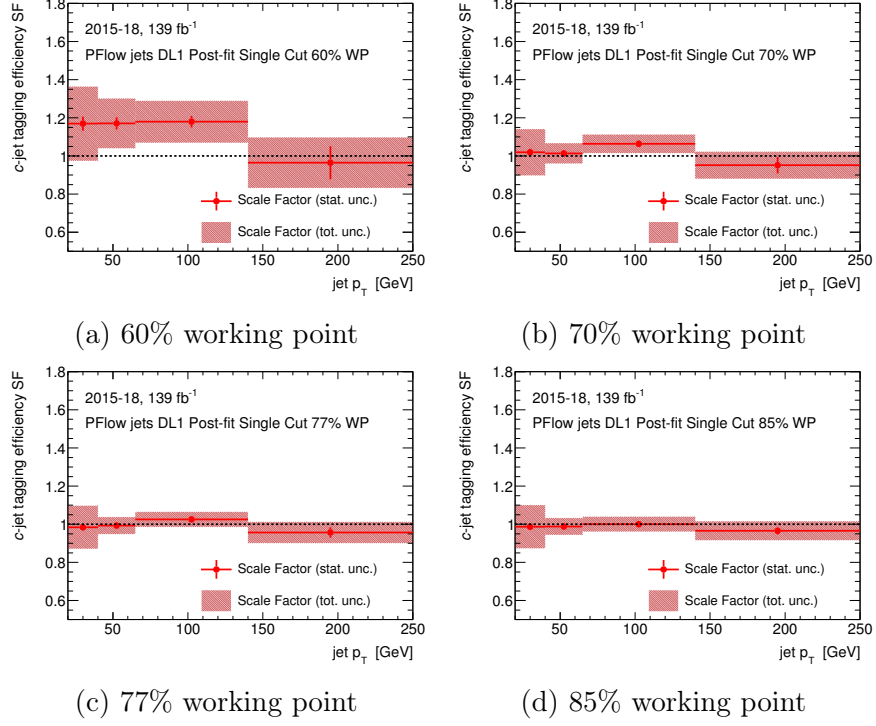 c-jet tagging efficiency SF
1.8
1.6
1.4
1.2
1
0.8
0.6
2015-18, 139 fb⁻¹
PFlow jets DL1 Post-fit Single Cut 60% WP
Scale Factor (stat. unc.)
Scale Factor (tot. unc.)
50 100 150 200 250
jet p_T [GeV]
(a) 60% working point
c-jet tagging efficiency SF
1.8
1.6
1.4
1.2
1
0.8
0.6
2015-18, 139 fb⁻¹
PFlow jets DL1 Post-fit Single Cut 70% WP
Scale Factor (stat. unc.)
Scale Factor (tot. unc.)
50 100 150 200 250
jet p_T [GeV]
(b) 70% working point
c-jet tagging efficiency SF
1.8
1.6
1.4
1.2
1
0.8
0.6
2015-18, 139 fb⁻¹
PFlow jets DL1 Post-fit Single Cut 77% WP
Scale Factor (stat. unc.)
Scale Factor (tot. unc.)
50 100 150 200 250
jet p_T [GeV]
(c) 77% working point
c-jet tagging efficiency SF
1.8
1.6
1.4
1.2
1
0.8
0.6
2015-18, 139 fb⁻¹
PFlow jets DL1 Post-fit Single Cut 85% WP
Scale Factor (stat. unc.)
Scale Factor (tot. unc.)
50 100 150 200 250
jet p_T [GeV]
(d) 85% working point